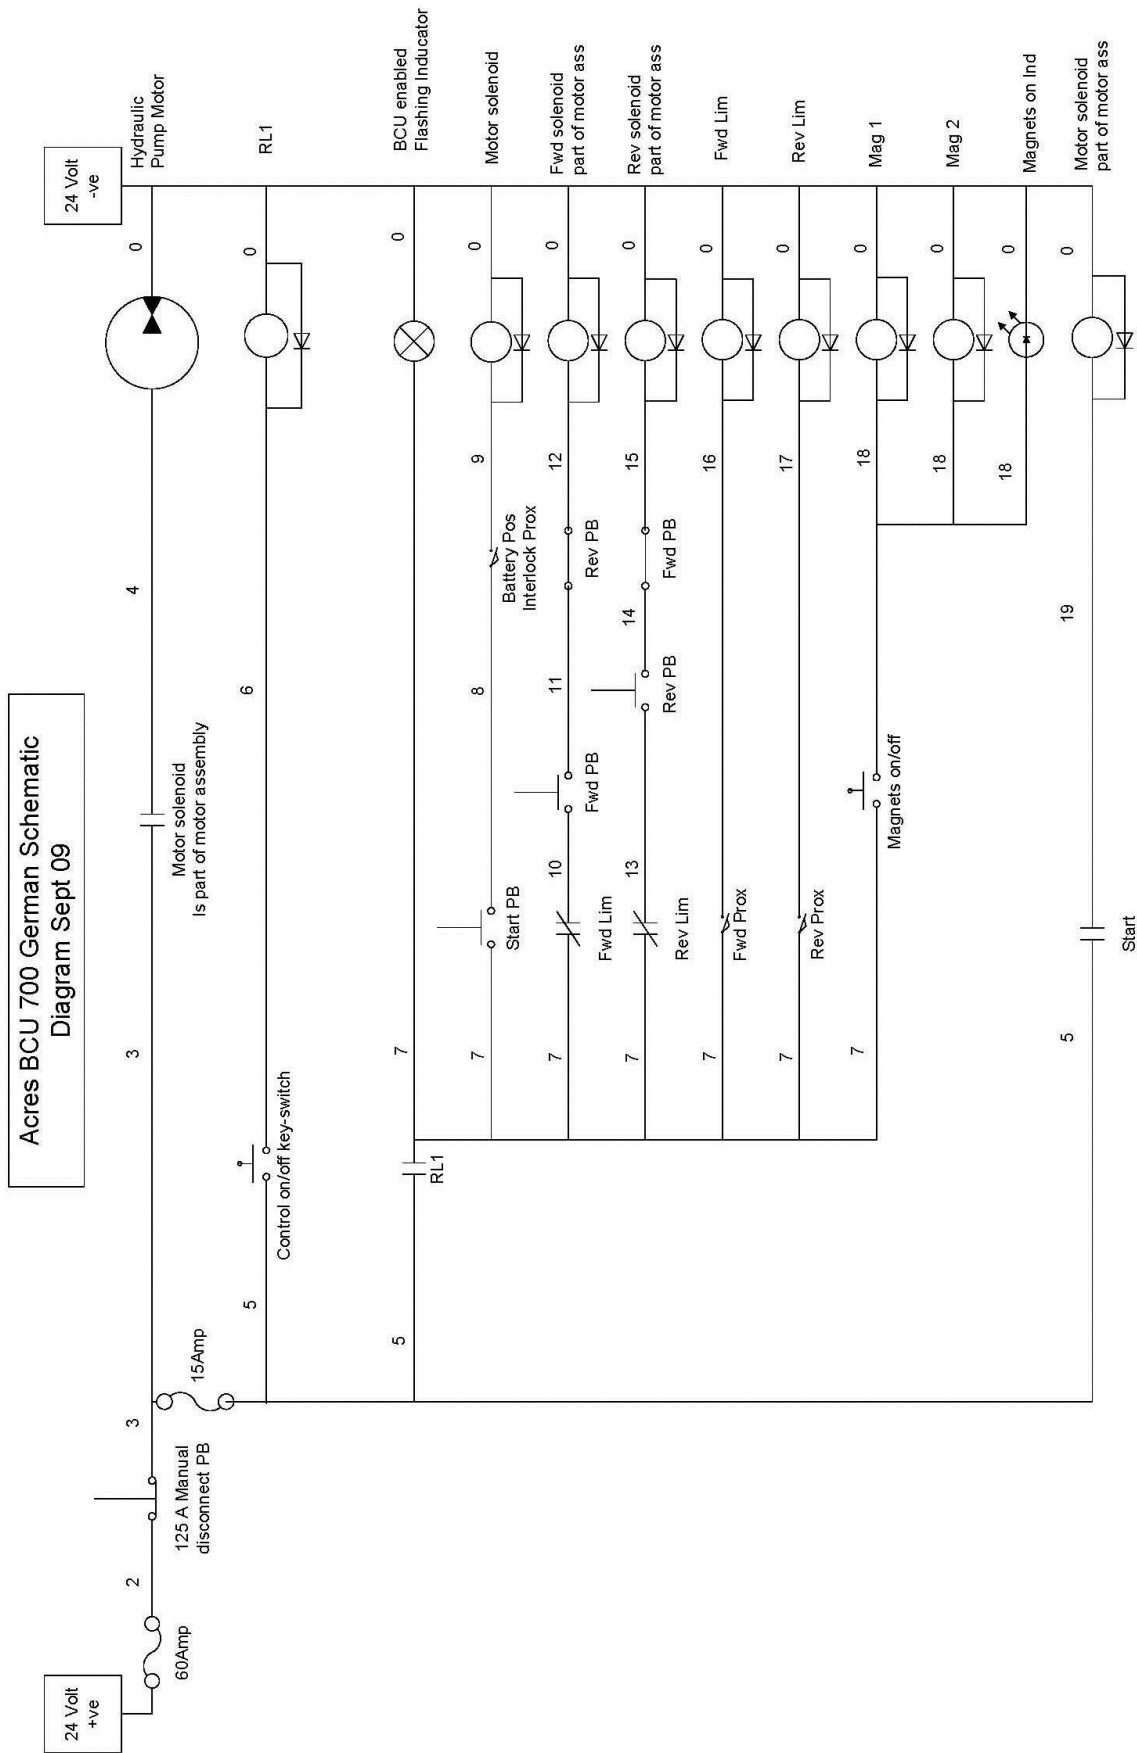 Acres BCU 700 German Schematic
Diagram Sept 09
24 Volt
+ve
60Amp
2
125 A Manual
disconnect PB
3
15Amp
3
Motor solenoid
Is part of motor assembly
4
0
Hydraulic
Pump Motor
24 Volt
-ve
5
Control on/off key-switch
6
0
RL1
5
RL1
7
0
BCU enabled
Flashing Inducator
7
Start PB
8
Battery Pos
Interlock Prox
9
0
Motor solenoid
7
Fwd Lim
10
Fwd PB
11
Rev PB
12
0
Fwd solenoid
part of motor ass
7
Rev Lim
13
Rev PB
14
Fwd PB
15
0
Rev solenoid
part of motor ass
7
Fwd Prox
16
0
Fwd Lim
7
Rev Prox
17
0
Rev Lim
7
Magnets on/off
18
0
Mag 1
18
0
Mag 2
18
0
Magnets on Ind
5
Start
19
0
Motor solenoid
part of motor ass